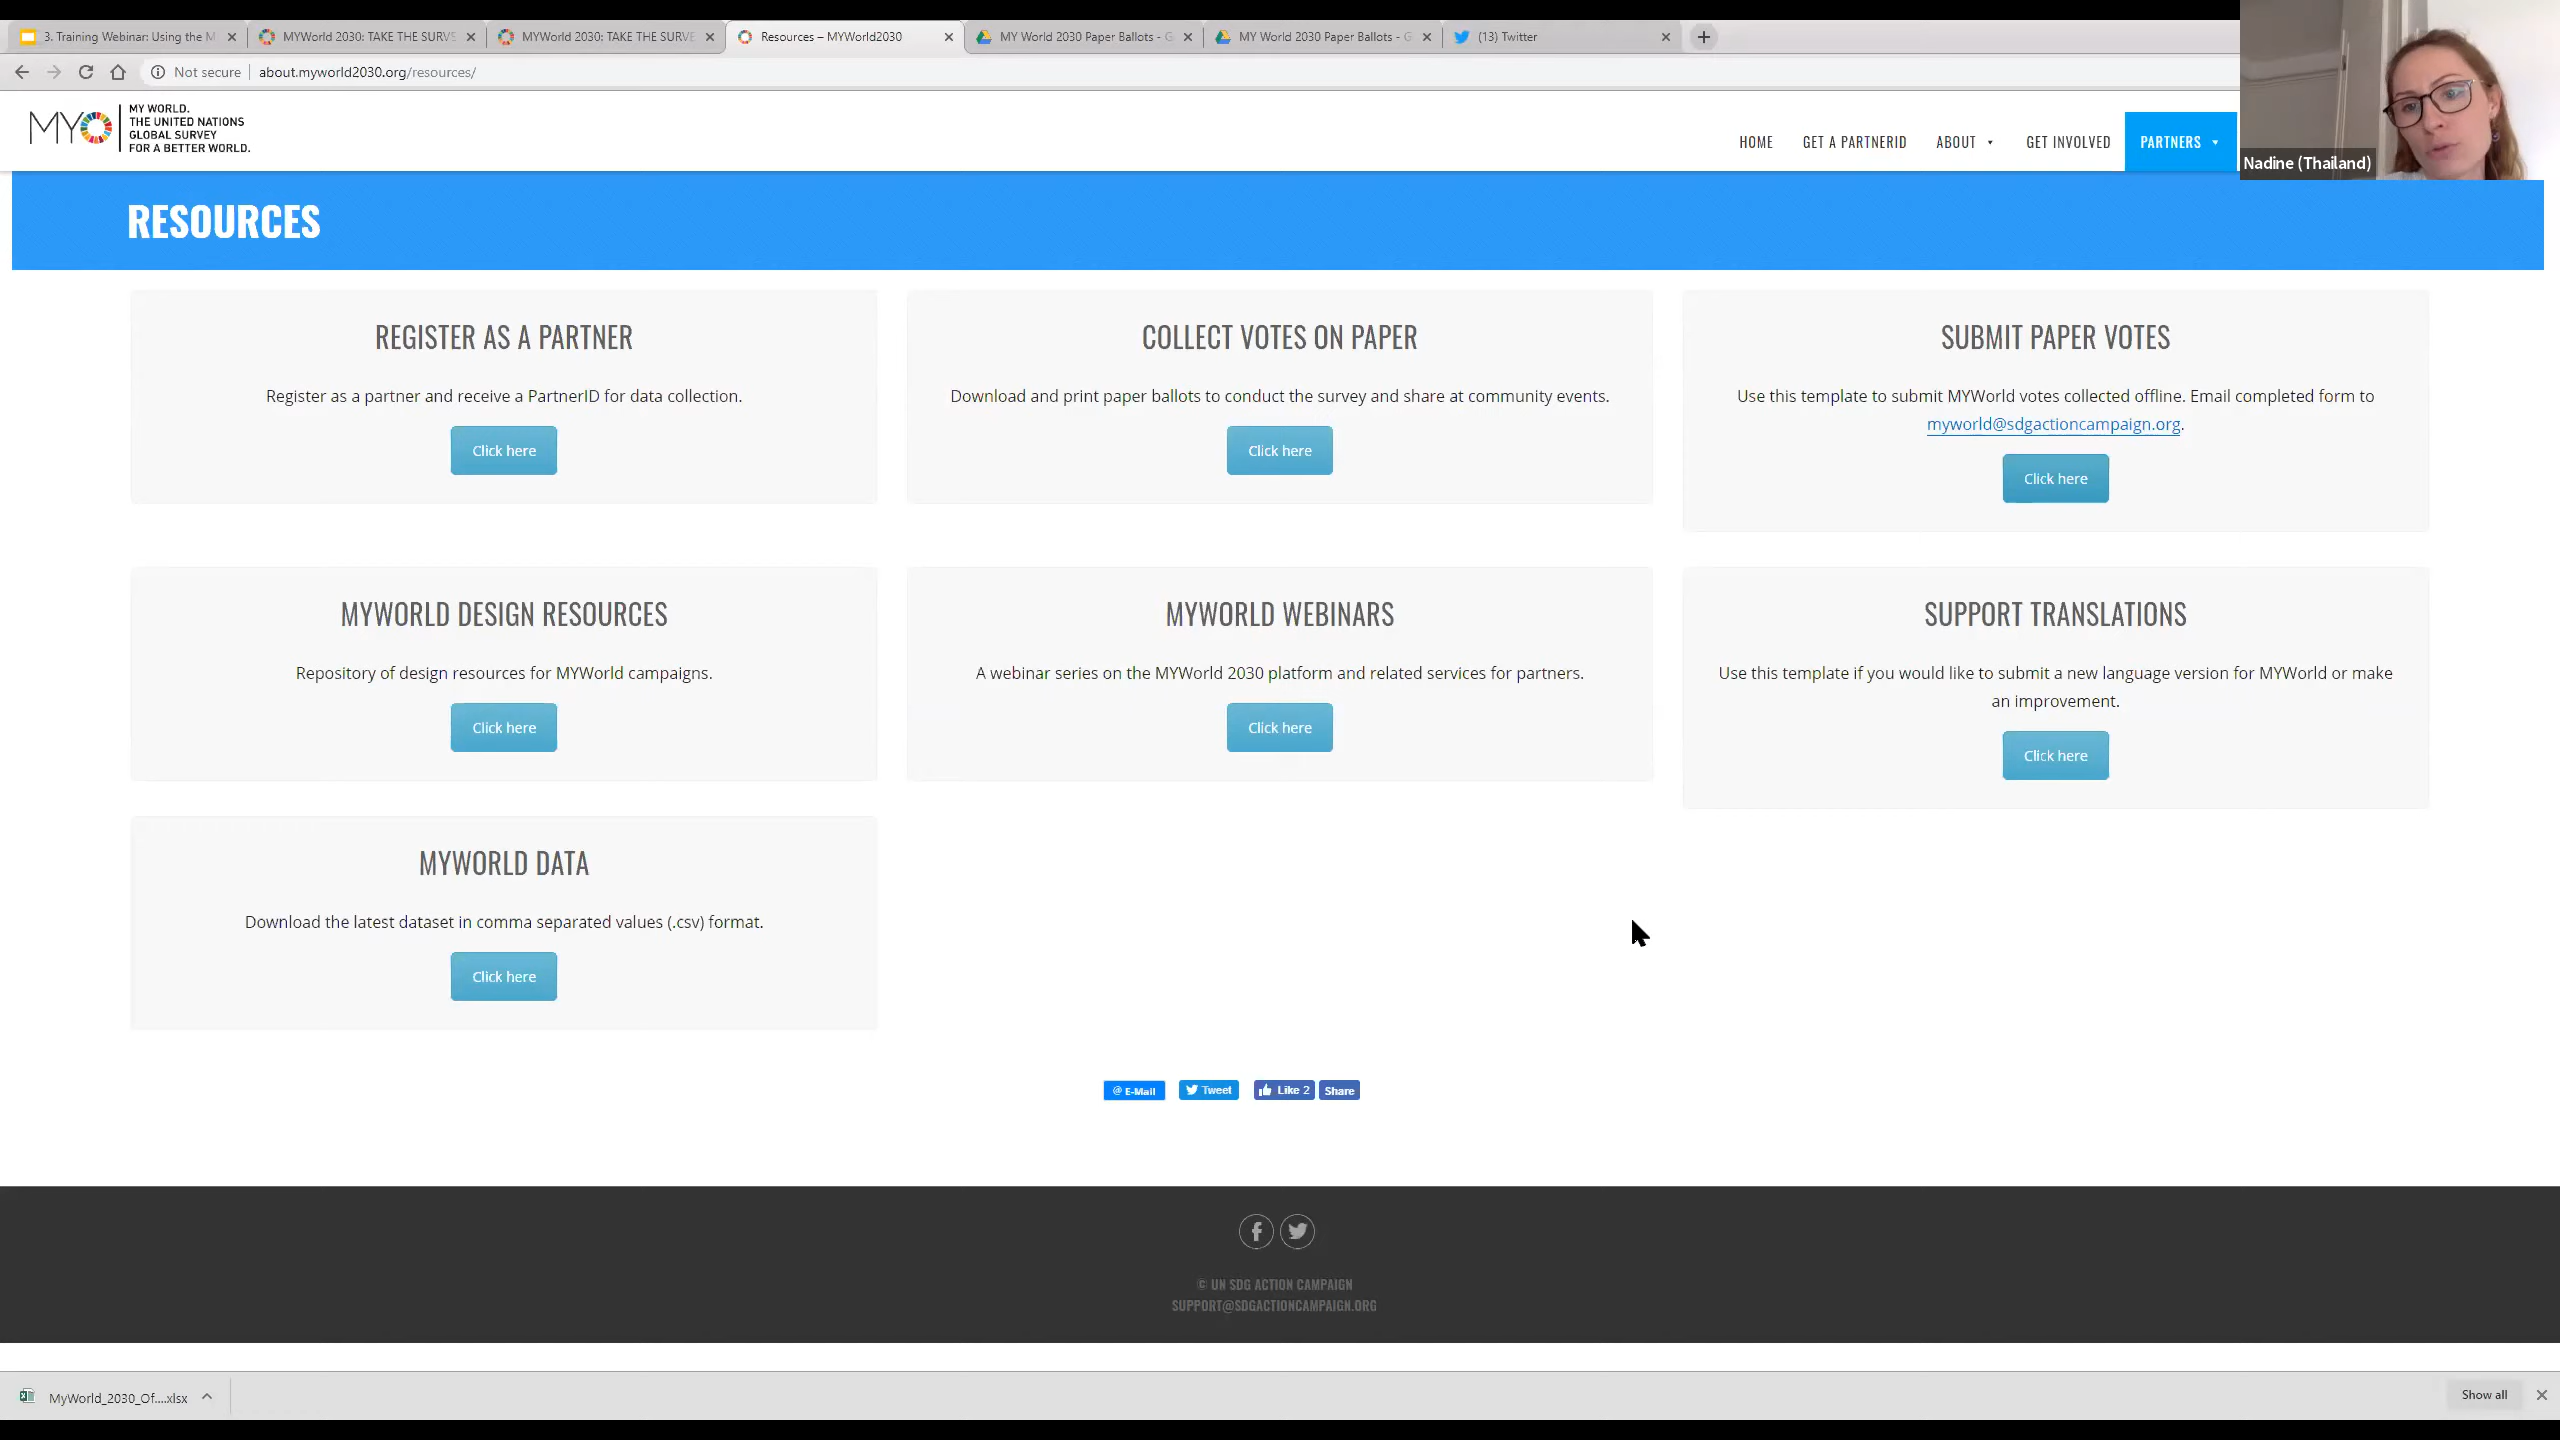 3. Training Webinar: Using the M
MYWorld 2030: TAKE THE SURVE
MYWorld 2030: TAKE THE SURVE
Resources – MYWorld2030
MY World 2030 Paper Ballots - G
MY World 2030 Paper Ballots - G
(13) Twitter
Not secure
about.myworld2030.org/resources/
MY
MY WORLD.
THE UNITED NATIONS
GLOBAL SURVEY
FOR A BETTER WORLD.
HOME
GET A PARTNERID
ABOUT
GET INVOLVED
PARTNERS
Nadine (Thailand)
RESOURCES
REGISTER AS A PARTNER
Register as a partner and receive a PartnerID for data collection.
Click here
COLLECT VOTES ON PAPER
Download and print paper ballots to conduct the survey and share at community events.
Click here
SUBMIT PAPER VOTES
Use this template to submit MYWorld votes collected offline. Email completed form to
myworld@sdgactioncampaign.org.
Click here
MYWORLD DESIGN RESOURCES
Repository of design resources for MYWorld campaigns.
Click here
MYWORLD WEBINARS
A webinar series on the MYWorld 2030 platform and related services for partners.
Click here
SUPPORT TRANSLATIONS
Use this template if you would like to submit a new language version for MYWorld or make
an improvement.
Click here
MYWORLD DATA
Download the latest dataset in comma separated values (.csv) format.
Click here
@ E-Mail
Tweet
Like 2
Share
© UN SDG ACTION CAMPAIGN
SUPPORT@SDGACTIONCAMPAIGN.ORG
MyWorld_2030_Of....xlsx
Show all